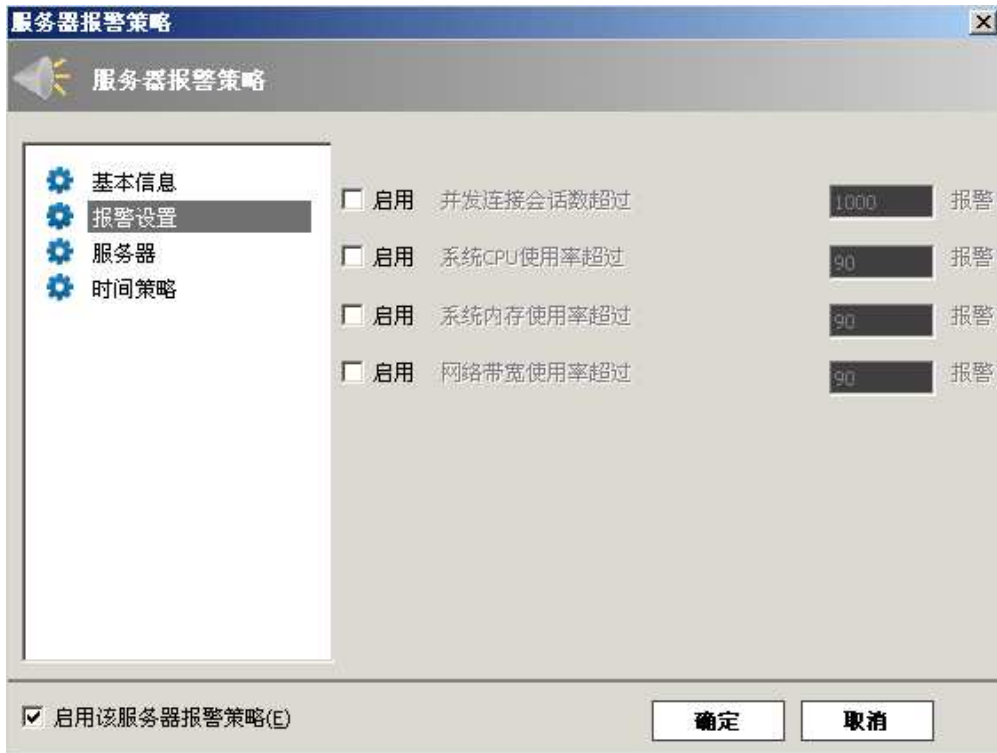 服务器报警策略
服务器报警策略
基本信息
报警设置
服务器
时间策略
启用 并发连接会话数超过 1000 报警
启用 系统CPU使用率超过 90 报警
启用 系统内存使用率超过 90 报警
启用 网络带宽使用率超过 90 报警
启用该服务器报警策略(E)
确定 取消